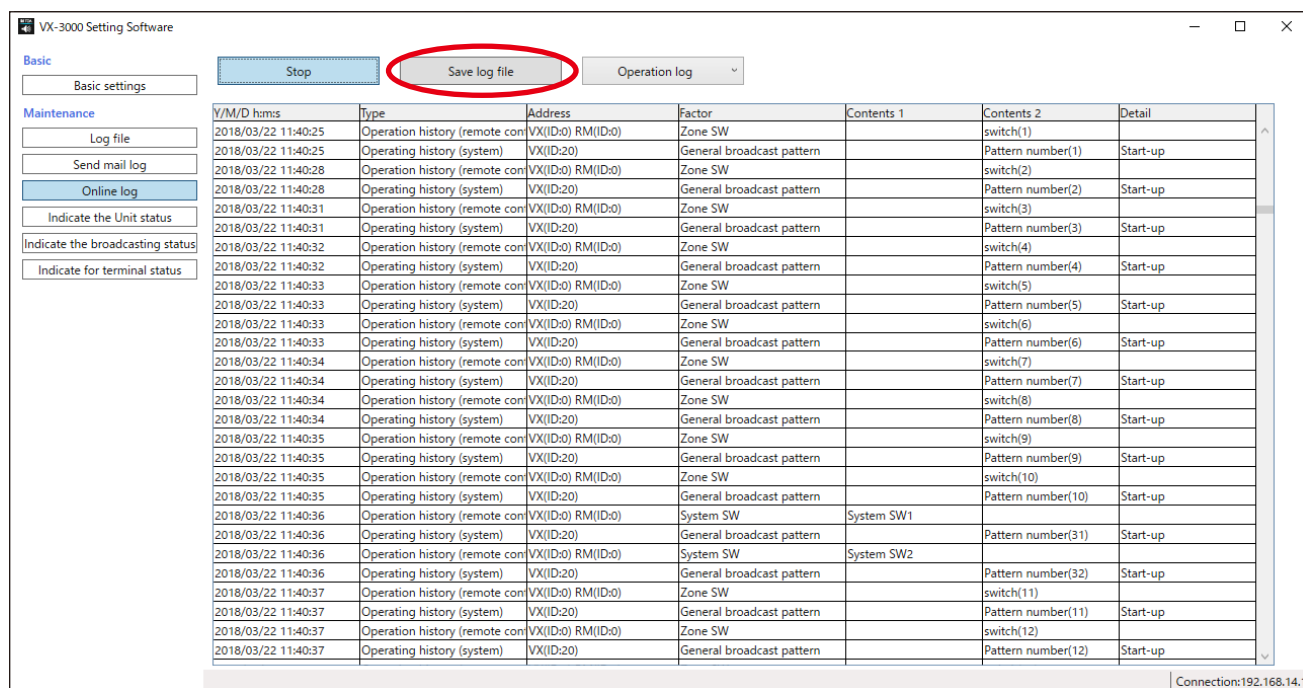 VX-3000 Setting Software
Basic
Basic settings
Maintenance
Log file
Send mail log
Online log
Indicate the Unit status
Indicate the broadcasting status
Indicate for terminal status
Stop Save log file Operation log
Y/M/D h:m:s Type Address Factor Contents 1 Contents 2 Detail
2018/03/22 11:40:25 Operation history (remote con VX(ID:0) RM(ID:0) Zone SW switch(1)
2018/03/22 11:40:25 Operating history (system) VX(ID:20) General broadcast pattern Pattern number(1) Start-up
2018/03/22 11:40:28 Operation history (remote con VX(ID:0) RM(ID:0) Zone SW switch(2)
2018/03/22 11:40:28 Operating history (system) VX(ID:20) General broadcast pattern Pattern number(2) Start-up
2018/03/22 11:40:31 Operation history (remote con VX(ID:0) RM(ID:0) Zone SW switch(3)
2018/03/22 11:40:31 Operating history (system) VX(ID:20) General broadcast pattern Pattern number(3) Start-up
2018/03/22 11:40:32 Operation history (remote con VX(ID:0) RM(ID:0) Zone SW switch(4)
2018/03/22 11:40:32 Operating history (system) VX(ID:20) General broadcast pattern Pattern number(4) Start-up
2018/03/22 11:40:33 Operation history (remote con VX(ID:0) RM(ID:0) Zone SW switch(5)
2018/03/22 11:40:33 Operating history (system) VX(ID:20) General broadcast pattern Pattern number(5) Start-up
2018/03/22 11:40:33 Operation history (remote con VX(ID:0) RM(ID:0) Zone SW switch(6)
2018/03/22 11:40:33 Operating history (system) VX(ID:20) General broadcast pattern Pattern number(6) Start-up
2018/03/22 11:40:34 Operation history (remote con VX(ID:0) RM(ID:0) Zone SW switch(7)
2018/03/22 11:40:34 Operating history (system) VX(ID:20) General broadcast pattern Pattern number(7) Start-up
2018/03/22 11:40:34 Operation history (remote con VX(ID:0) RM(ID:0) Zone SW switch(8)
2018/03/22 11:40:34 Operating history (system) VX(ID:20) General broadcast pattern Pattern number(8) Start-up
2018/03/22 11:40:35 Operation history (remote con VX(ID:0) RM(ID:0) Zone SW switch(9)
2018/03/22 11:40:35 Operating history (system) VX(ID:20) General broadcast pattern Pattern number(9) Start-up
2018/03/22 11:40:35 Operation history (remote con VX(ID:0) RM(ID:0) Zone SW switch(10)
2018/03/22 11:40:35 Operating history (system) VX(ID:20) General broadcast pattern Pattern number(10) Start-up
2018/03/22 11:40:36 Operation history (remote con VX(ID:0) RM(ID:0) System SW System SW1
2018/03/22 11:40:36 Operating history (system) VX(ID:20) General broadcast pattern Pattern number(31) Start-up
2018/03/22 11:40:36 Operation history (remote con VX(ID:0) RM(ID:0) System SW System SW2
2018/03/22 11:40:36 Operating history (system) VX(ID:20) General broadcast pattern Pattern number(32) Start-up
2018/03/22 11:40:37 Operation history (remote con VX(ID:0) RM(ID:0) Zone SW switch(11)
2018/03/22 11:40:37 Operating history (system) VX(ID:20) General broadcast pattern Pattern number(11) Start-up
2018/03/22 11:40:37 Operation history (remote con VX(ID:0) RM(ID:0) Zone SW switch(12)
2018/03/22 11:40:37 Operating history (system) VX(ID:20) General broadcast pattern Pattern number(12) Start-up
Connection:192.168.14.